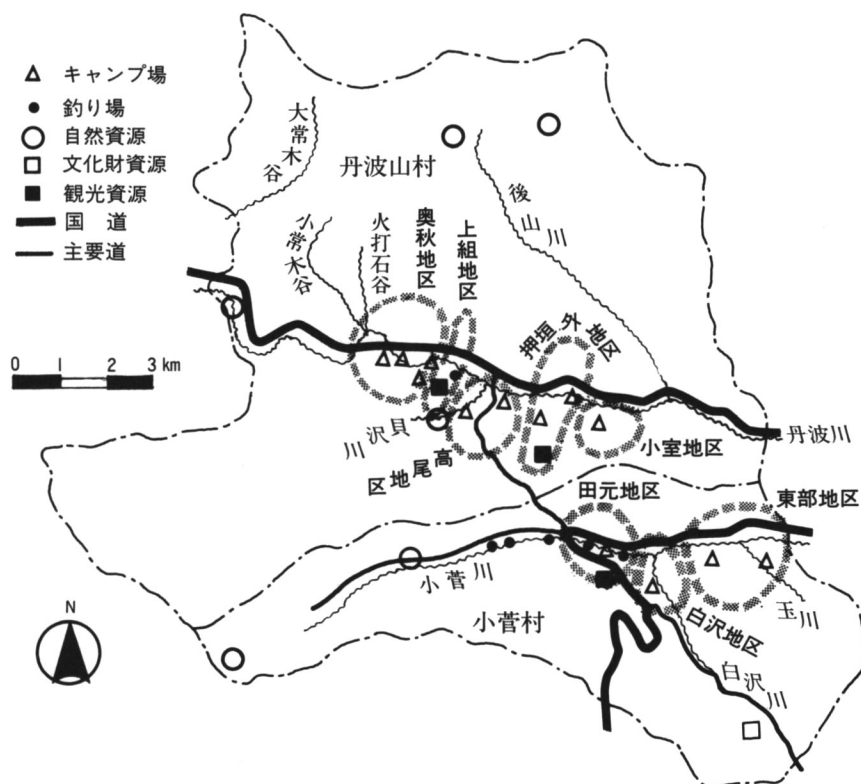 キャンプ場
釣り場
自然資源
文化財資源
観光資源
国 道
主要道
0 1 2 3 km
N
大常木谷
丹波山村
後山川
小常木谷
火打石谷
奥秋地区
上組地区
押垣外地区
川沢貝
区地尾高
小室地区
丹波川
田元地区
東部地区
小菅川
小菅村
玉川
白沢地区
白沢川